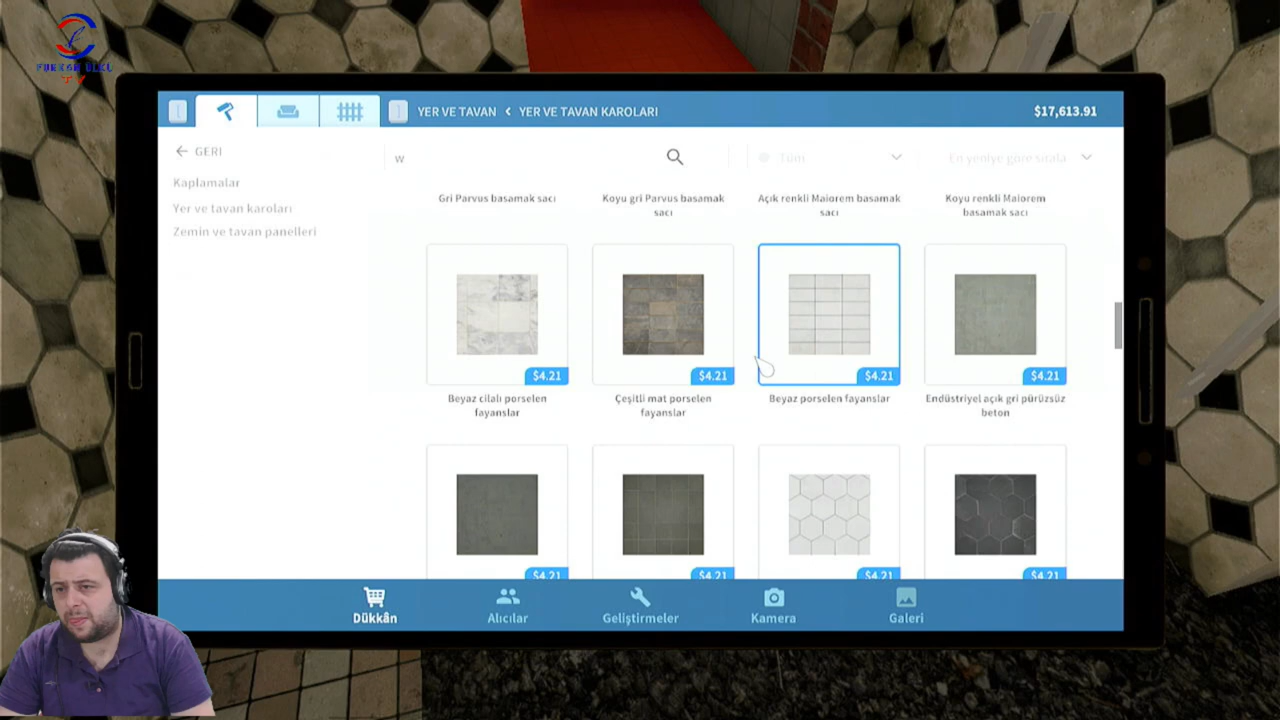 FURKAN ÜLKÜ
TV
YER VE TAVAN < YER VE TAVAN KAROLARI
$17,613.91
← GERI
w
Tüm
En yeniye göre sırala
Kaplamalar
Yer ve tavan karoları
Zemin ve tavan panelleri
Gri Parvus basamak sacı
Koyu gri Parvus basamak
sacı
Açık renkli Maiorem basamak
sacı
Koyu renkli Maiorem
basamak sacı
$4.21
$4.21
$4.21
$4.21
Beyaz cilalı porselen
fayanslar
Çeşitli mat porselen
fayanslar
Beyaz porselen fayanslar
Endüstriyel açık gri pürüzsüz
beton
$4.21
$4.21
$4.21
$4.21
Dükkân
Alıcılar
Geliştirmeler
Kamera
Galeri